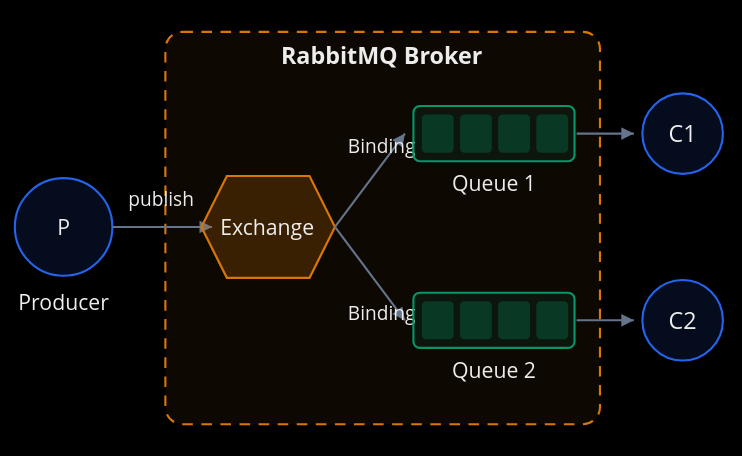 RabbitMQ Broker
P
Producer
publish
Exchange
Binding
Queue 1
C1
Binding
Queue 2
C2